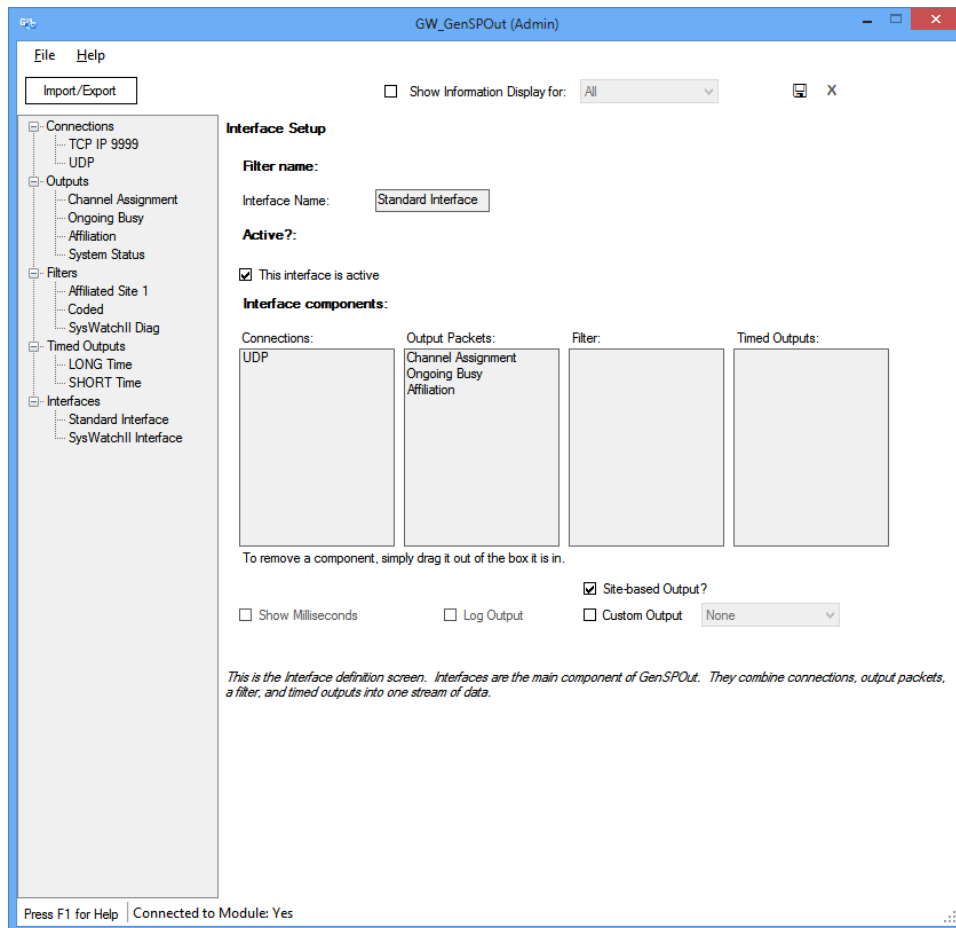 GW_GenSPOut (Admin)
File Help
Import/Export
Show Information Display for: All
X
Connections
TCP IP 9999
UDP
Outputs
Channel Assignment
Ongoing Busy
Affiliation
System Status
Filters
Affiliated Site 1
Coded
SysWatchII Diag
Timed Outputs
LONG Time
SHORT Time
Interfaces
Standard Interface
SysWatchII Interface
Interface Setup
Filter name:
Interface Name: Standard Interface
Active?:
This interface is active
Interface components:
Connections: Output Packets: Filter: Timed Outputs:
UDP
Channel Assignment
Ongoing Busy
Affiliation
To remove a component, simply drag it out of the box it is in.
Site-based Output?
Show Milliseconds Log Output Custom Output None
This is the Interface definition screen. Interfaces are the main component of GenSPOut. They combine connections, output packets,
a filter, and timed outputs into one stream of data.
Press F1 for Help Connected to Module: Yes